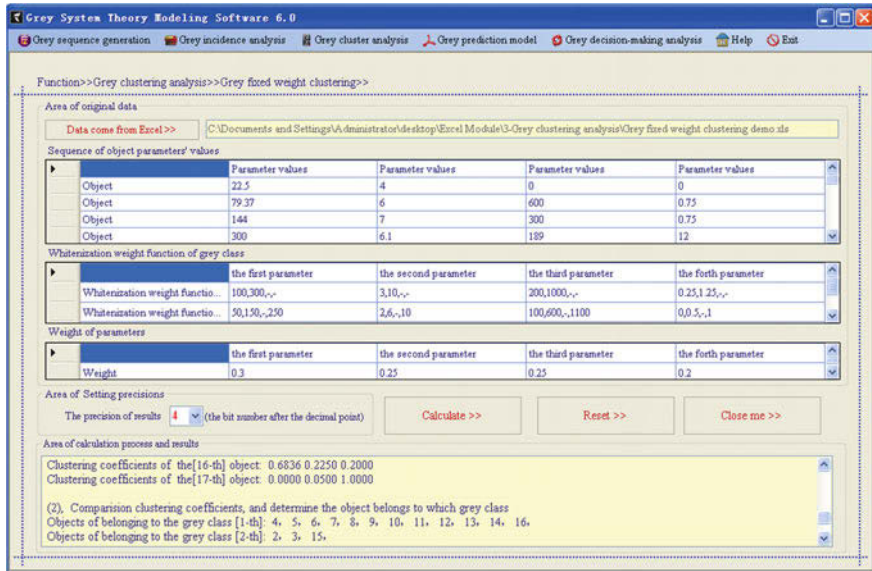 Grey System Theory Modeling Software 6.0
Grey sequence generation Grey incidence analysis Grey cluster analysis Grey prediction model Grey decision-making analysis Help Exit
Function>>Grey clustering analysis>>Grey fixed weight clustering>>
Area of original data
Data come from Excel >> C:\Documents and Settings\Administrator\desktop\Excel Module\3-Grey clustering analysis\Grey fixed weight clustering demo.xls
Sequence of object parameters' values
Parameter values Parameter values Parameter values Parameter values
Object 22.5 4 0 0
Object 79.37 6 600 0.75
Object 144 7 300 0.75
Object 300 6.1 189 12
Whitenization weight function of grey class
the first parameter the second parameter the third parameter the forth parameter
Whitenization weight functio... 100,300,-,- 3,10,-,- 200,1000,-,- 0.25,1.25,-,-
Whitenization weight functio... 50,150,-,250 2,6,-,10 100,600,-,1100 0,0.5,-,1
Weight of parameters
the first parameter the second parameter the third parameter the forth parameter
Weight 0.3 0.25 0.25 0.2
Area of Setting precisions
The precision of results 4 (the bit number after the decimal point) Calculate >> Reset >> Close me >>
Area of calculation process and results
Clustering coefficients of the[16-th] object: 0.6836 0.2250 0.2000
Clustering coefficients of the[17-th] object: 0.0000 0.0500 1.0000
(2), Comparision clustering coefficients, and determine the object belongs to which grey class
Objects of belonging to the grey class [1-th]: 4, 5, 6, 7, 8, 9, 10, 11, 12, 13, 14, 16,
Objects of belonging to the grey class [2-th]: 2, 3, 15,